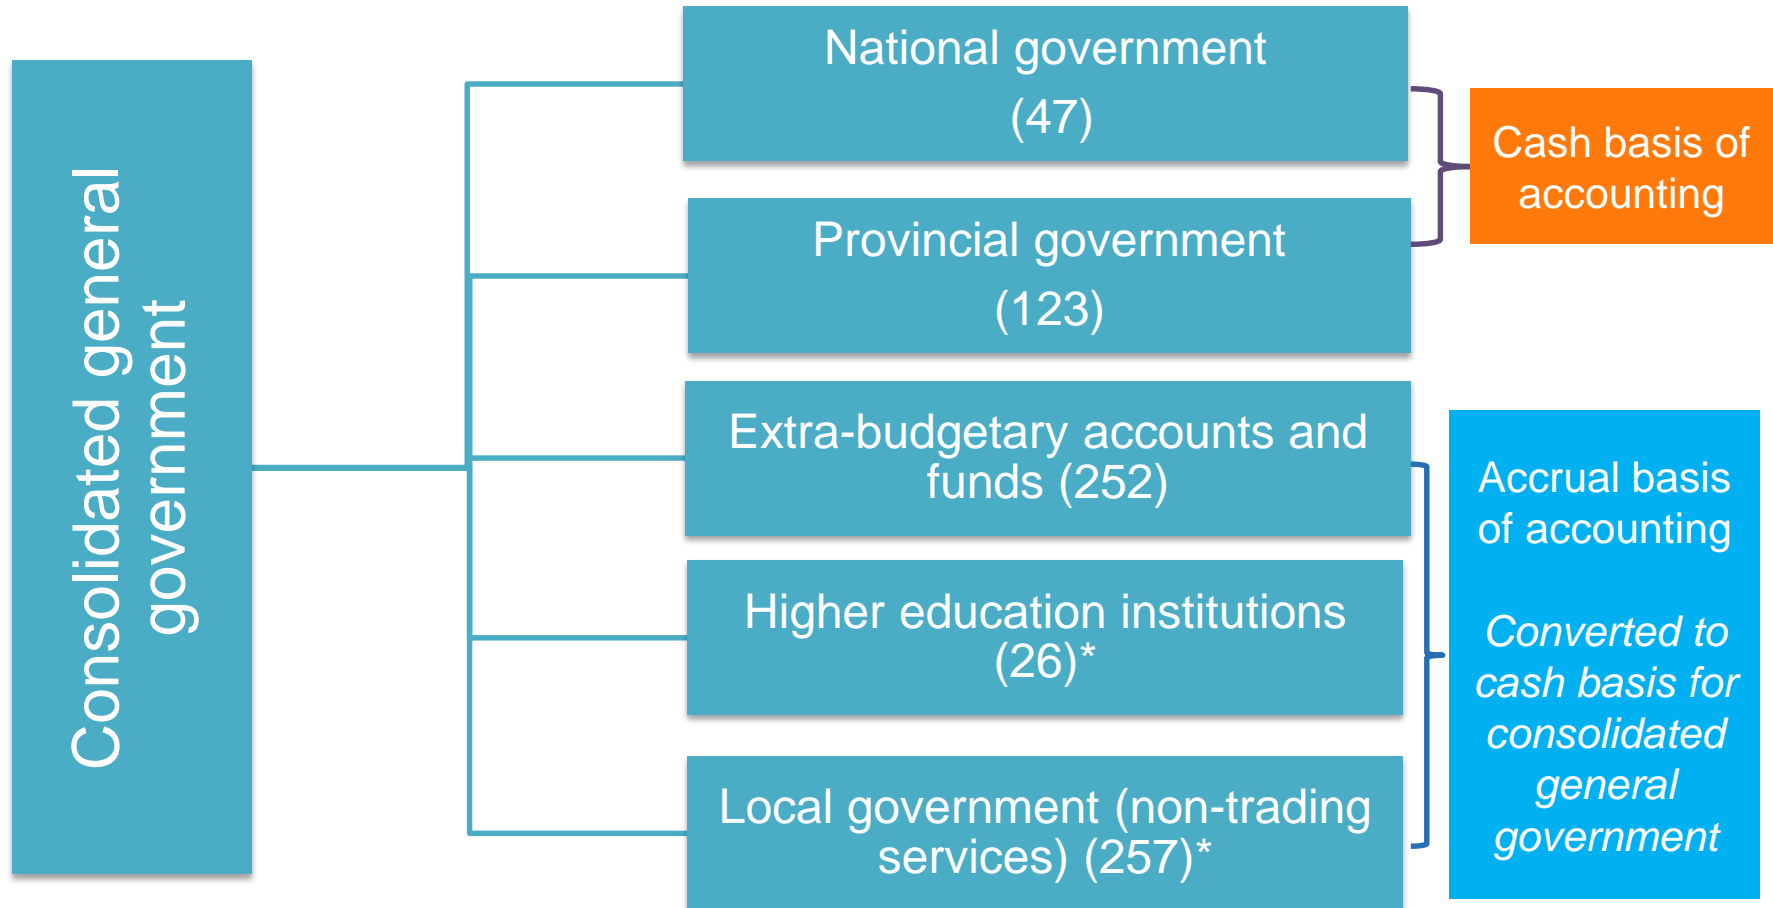 Consolidated general
government
National government
(47)
Provincial government
(123)
Extra-budgetary accounts and
funds (252)
Higher education institutions
(26)*
Local government (non-trading
services) (257)*
Cash basis of
accounting
Accrual basis
of accounting
Converted to
cash basis for
consolidated
general
government